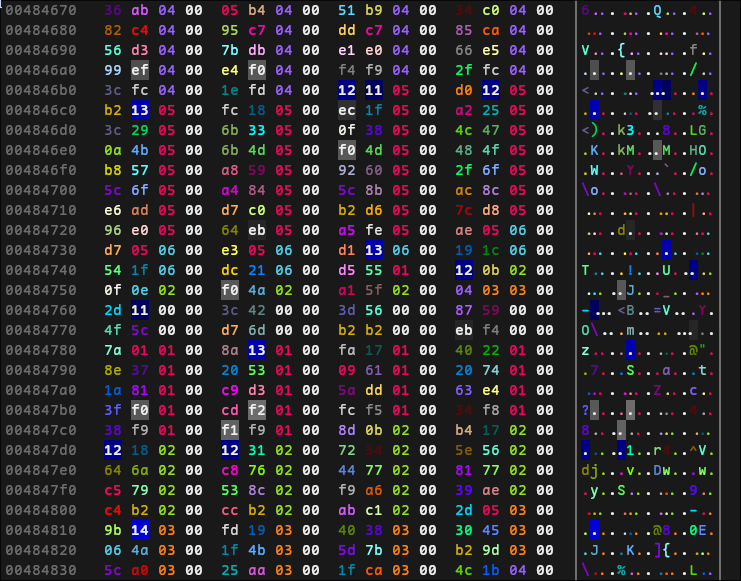 00484670 36 ab 04 00 05 b4 04 00 51 b9 04 00 34 c0 04 00 6.......Q...4...
00484680 82 c4 04 00 95 c7 04 00 dd c7 04 00 85 ca 04 00 ................
00484690 56 d3 04 00 7b db 04 00 e1 e0 04 00 66 e5 04 00 V...{.......f...
004846a0 99 ef 04 00 e4 f0 04 00 f4 f9 04 00 2f fc 04 00 ............/...
004846b0 3c fc 04 00 1e fd 04 00 12 11 05 00 d0 12 05 00 <...............
004846c0 b2 13 05 00 fc 18 05 00 ec 1f 05 00 a2 25 05 00 .............%..
004846d0 3c 29 05 00 6b 33 05 00 0f 38 05 00 4c 47 05 00 <)..k3...8..LG..
004846e0 0a 4b 05 00 6b 4d 05 00 f0 4d 05 00 48 4f 05 00 .K..kM...M..HO..
004846f0 b8 57 05 00 a8 59 05 00 92 60 05 00 2f 6f 05 00 .W...Y...`../o..
00484700 5c 6f 05 00 a4 84 05 00 5c 8b 05 00 ac 8c 05 00 \o......\.......
00484710 e6 ad 05 00 d7 c0 05 00 b2 d6 05 00 7c d8 05 00 ............|...
00484720 96 e0 05 00 64 eb 05 00 a5 fe 05 00 ae 05 06 00 ....d...........
00484730 d7 05 06 00 e3 05 06 00 d1 13 06 00 19 1c 06 00 ................
00484740 54 1f 06 00 dc 21 06 00 d5 55 01 00 12 0b 02 00 T....!...U......
00484750 0f 0e 02 00 f0 4a 02 00 a1 5f 02 00 04 03 03 00 .....J..._......
00484760 2d 11 00 00 3c 42 00 00 3d 56 00 00 87 59 00 00 -...<B..=V...Y..
00484770 4f 5c 00 00 d7 6d 00 00 b2 b2 00 00 eb f4 00 00 O\...m..........
00484780 7a 01 01 00 8a 13 01 00 fa 17 01 00 40 22 01 00 z...........@"..
00484790 8e 37 01 00 20 53 01 00 09 61 01 00 20 74 01 00 .7.. S...a.. t..
004847a0 1a 81 01 00 c9 d3 01 00 5a dd 01 00 63 e4 01 00 ........Z...c...
004847b0 3f f0 01 00 cd f2 01 00 fc f5 01 00 34 f8 01 00 ?...........4...
004847c0 38 f9 01 00 f1 f9 01 00 8d 0b 02 00 b4 17 02 00 8...............
004847d0 12 18 02 00 12 31 02 00 72 34 02 00 5e 56 02 00 .....1..r4..^V..
004847e0 64 6a 02 00 c8 76 02 00 44 77 02 00 81 77 02 00 dj...v..Dw...w..
004847f0 c5 79 02 00 53 8c 02 00 f9 a6 02 00 39 ae 02 00 .y..S.......9...
00484800 c4 b2 02 00 cc b2 02 00 ab c1 02 00 2d 05 03 00 ............-...
00484810 9b 14 03 00 fd 19 03 00 40 38 03 00 30 45 03 00 ........@8..0E..
00484820 06 4a 03 00 1f 4b 03 00 5d 7b 03 00 b2 9d 03 00 .J...K..]{......
00484830 5c a0 03 00 25 aa 03 00 1f ca 03 00 4c 1b 04 00 \...%.......L...